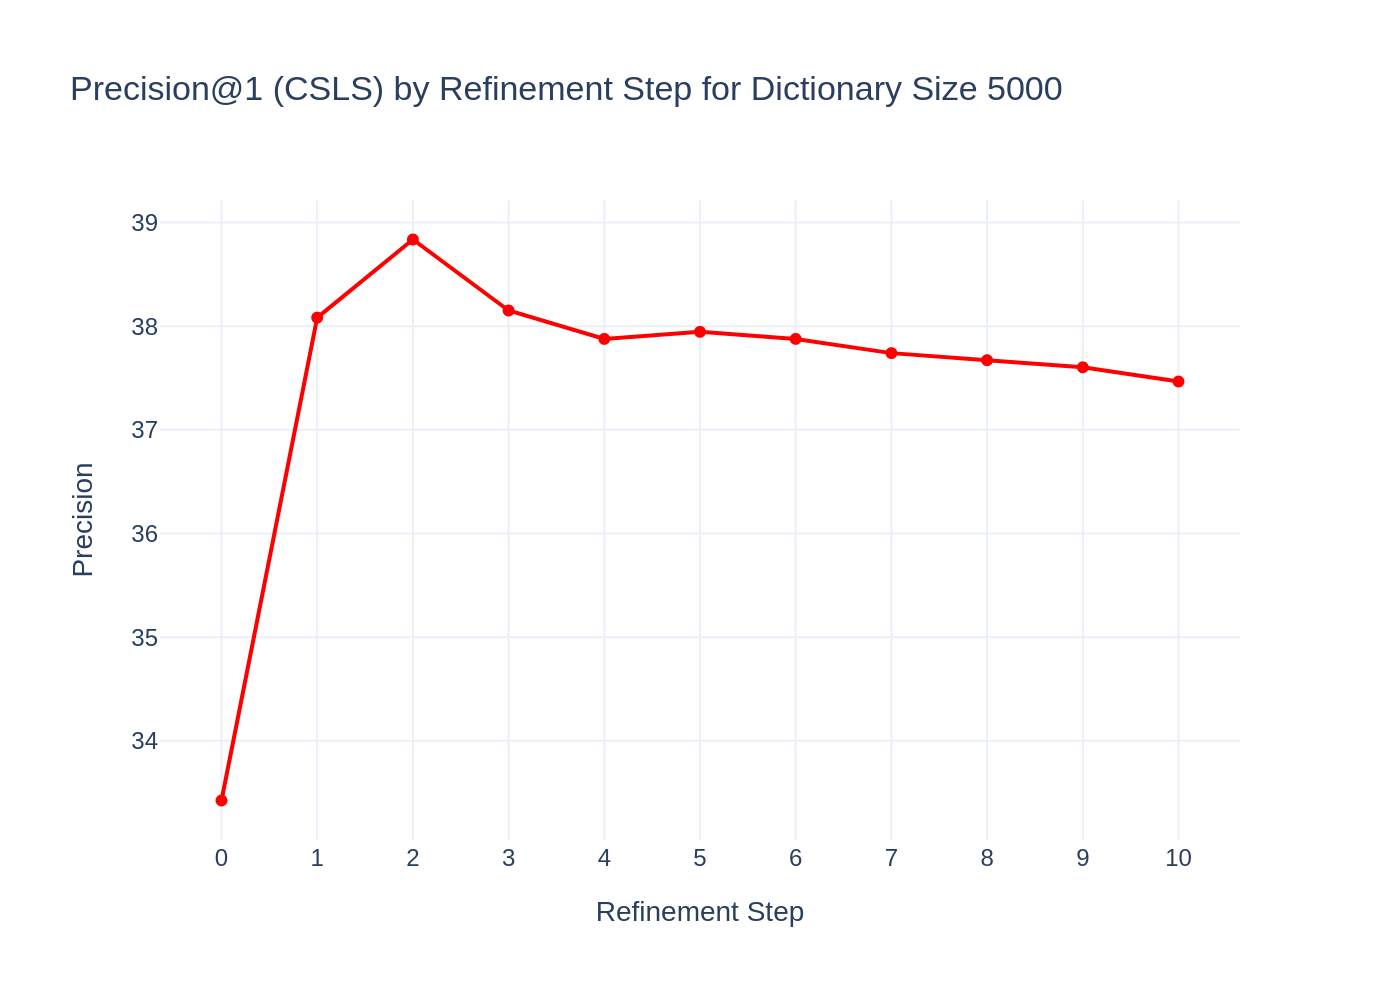 Precision@1 (CSLS) by Refinement Step for Dictionary Size 5000
39
38
37
36
35
34
Precision
0 1 2 3 4 5 6 7 8 9 10
Refinement Step